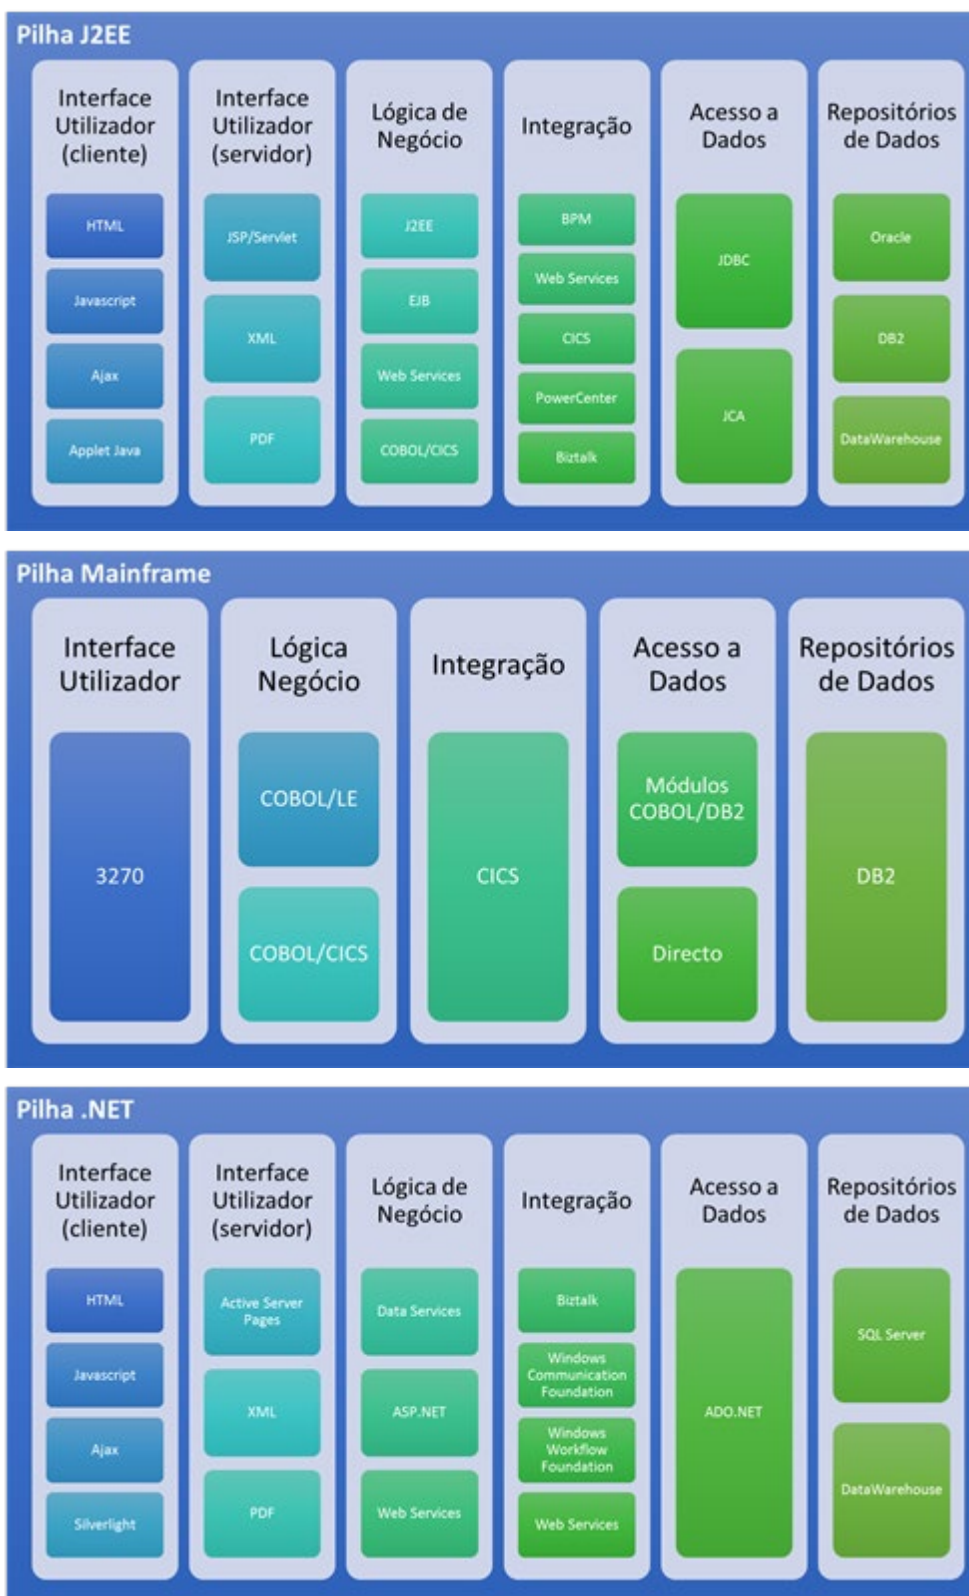 Pilha J2EE
Interface
Utilizador
(cliente)
HTML
Javascript
Ajax
Applet Java
Interface
Utilizador
(servidor)
JSP/Servlet
XML
PDF
Lógica de
Negócio
J2EE
EJB
Web Services
COBOL/CICS
Integração
BPM
Web Services
CICS
PowerCenter
Biztalk
Acesso a
Dados
JDBC
JCA
Repositórios
de Dados
Oracle
DB2
DataWarehouse
Pilha Mainframe
Interface
Utilizador
3270
Lógica
Negócio
COBOL/LE
COBOL/CICS
Integração
CICS
Acesso a
Dados
Módulos
COBOL/DB2
Directo
Repositórios
de Dados
DB2
Pilha .NET
Interface
Utilizador
(cliente)
HTML
Javascript
Ajax
Silverlight
Interface
Utilizador
(servidor)
Active Server
Pages
XML
PDF
Lógica de
Negócio
Data Services
ASP.NET
Web Services
Integração
Biztalk
Windows
Communication
Foundation
Windows
Workflow
Foundation
Web Services
Acesso a
Dados
ADO.NET
Repositórios
de Dados
SQL Server
DataWarehouse